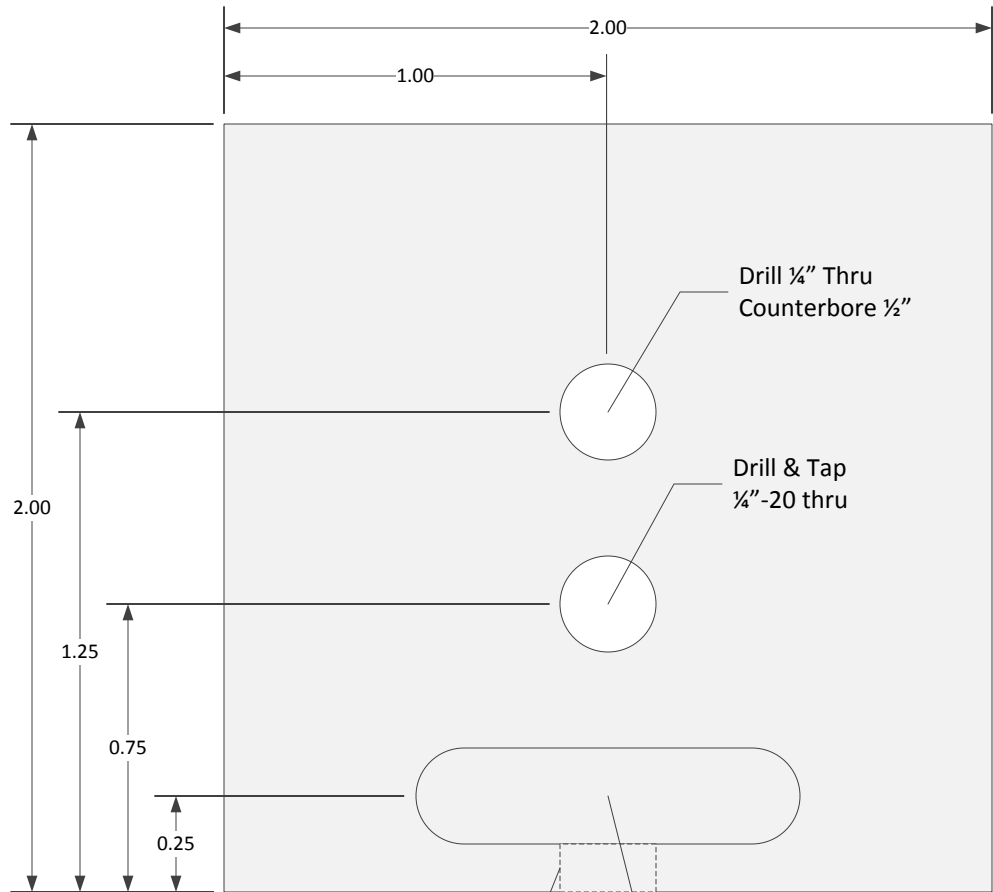 2.00
1.00
Drill ¼” Thru
Counterbore ½”
Drill & Tap
¼”-20 thru
2.00
1.25
0.75
0.25